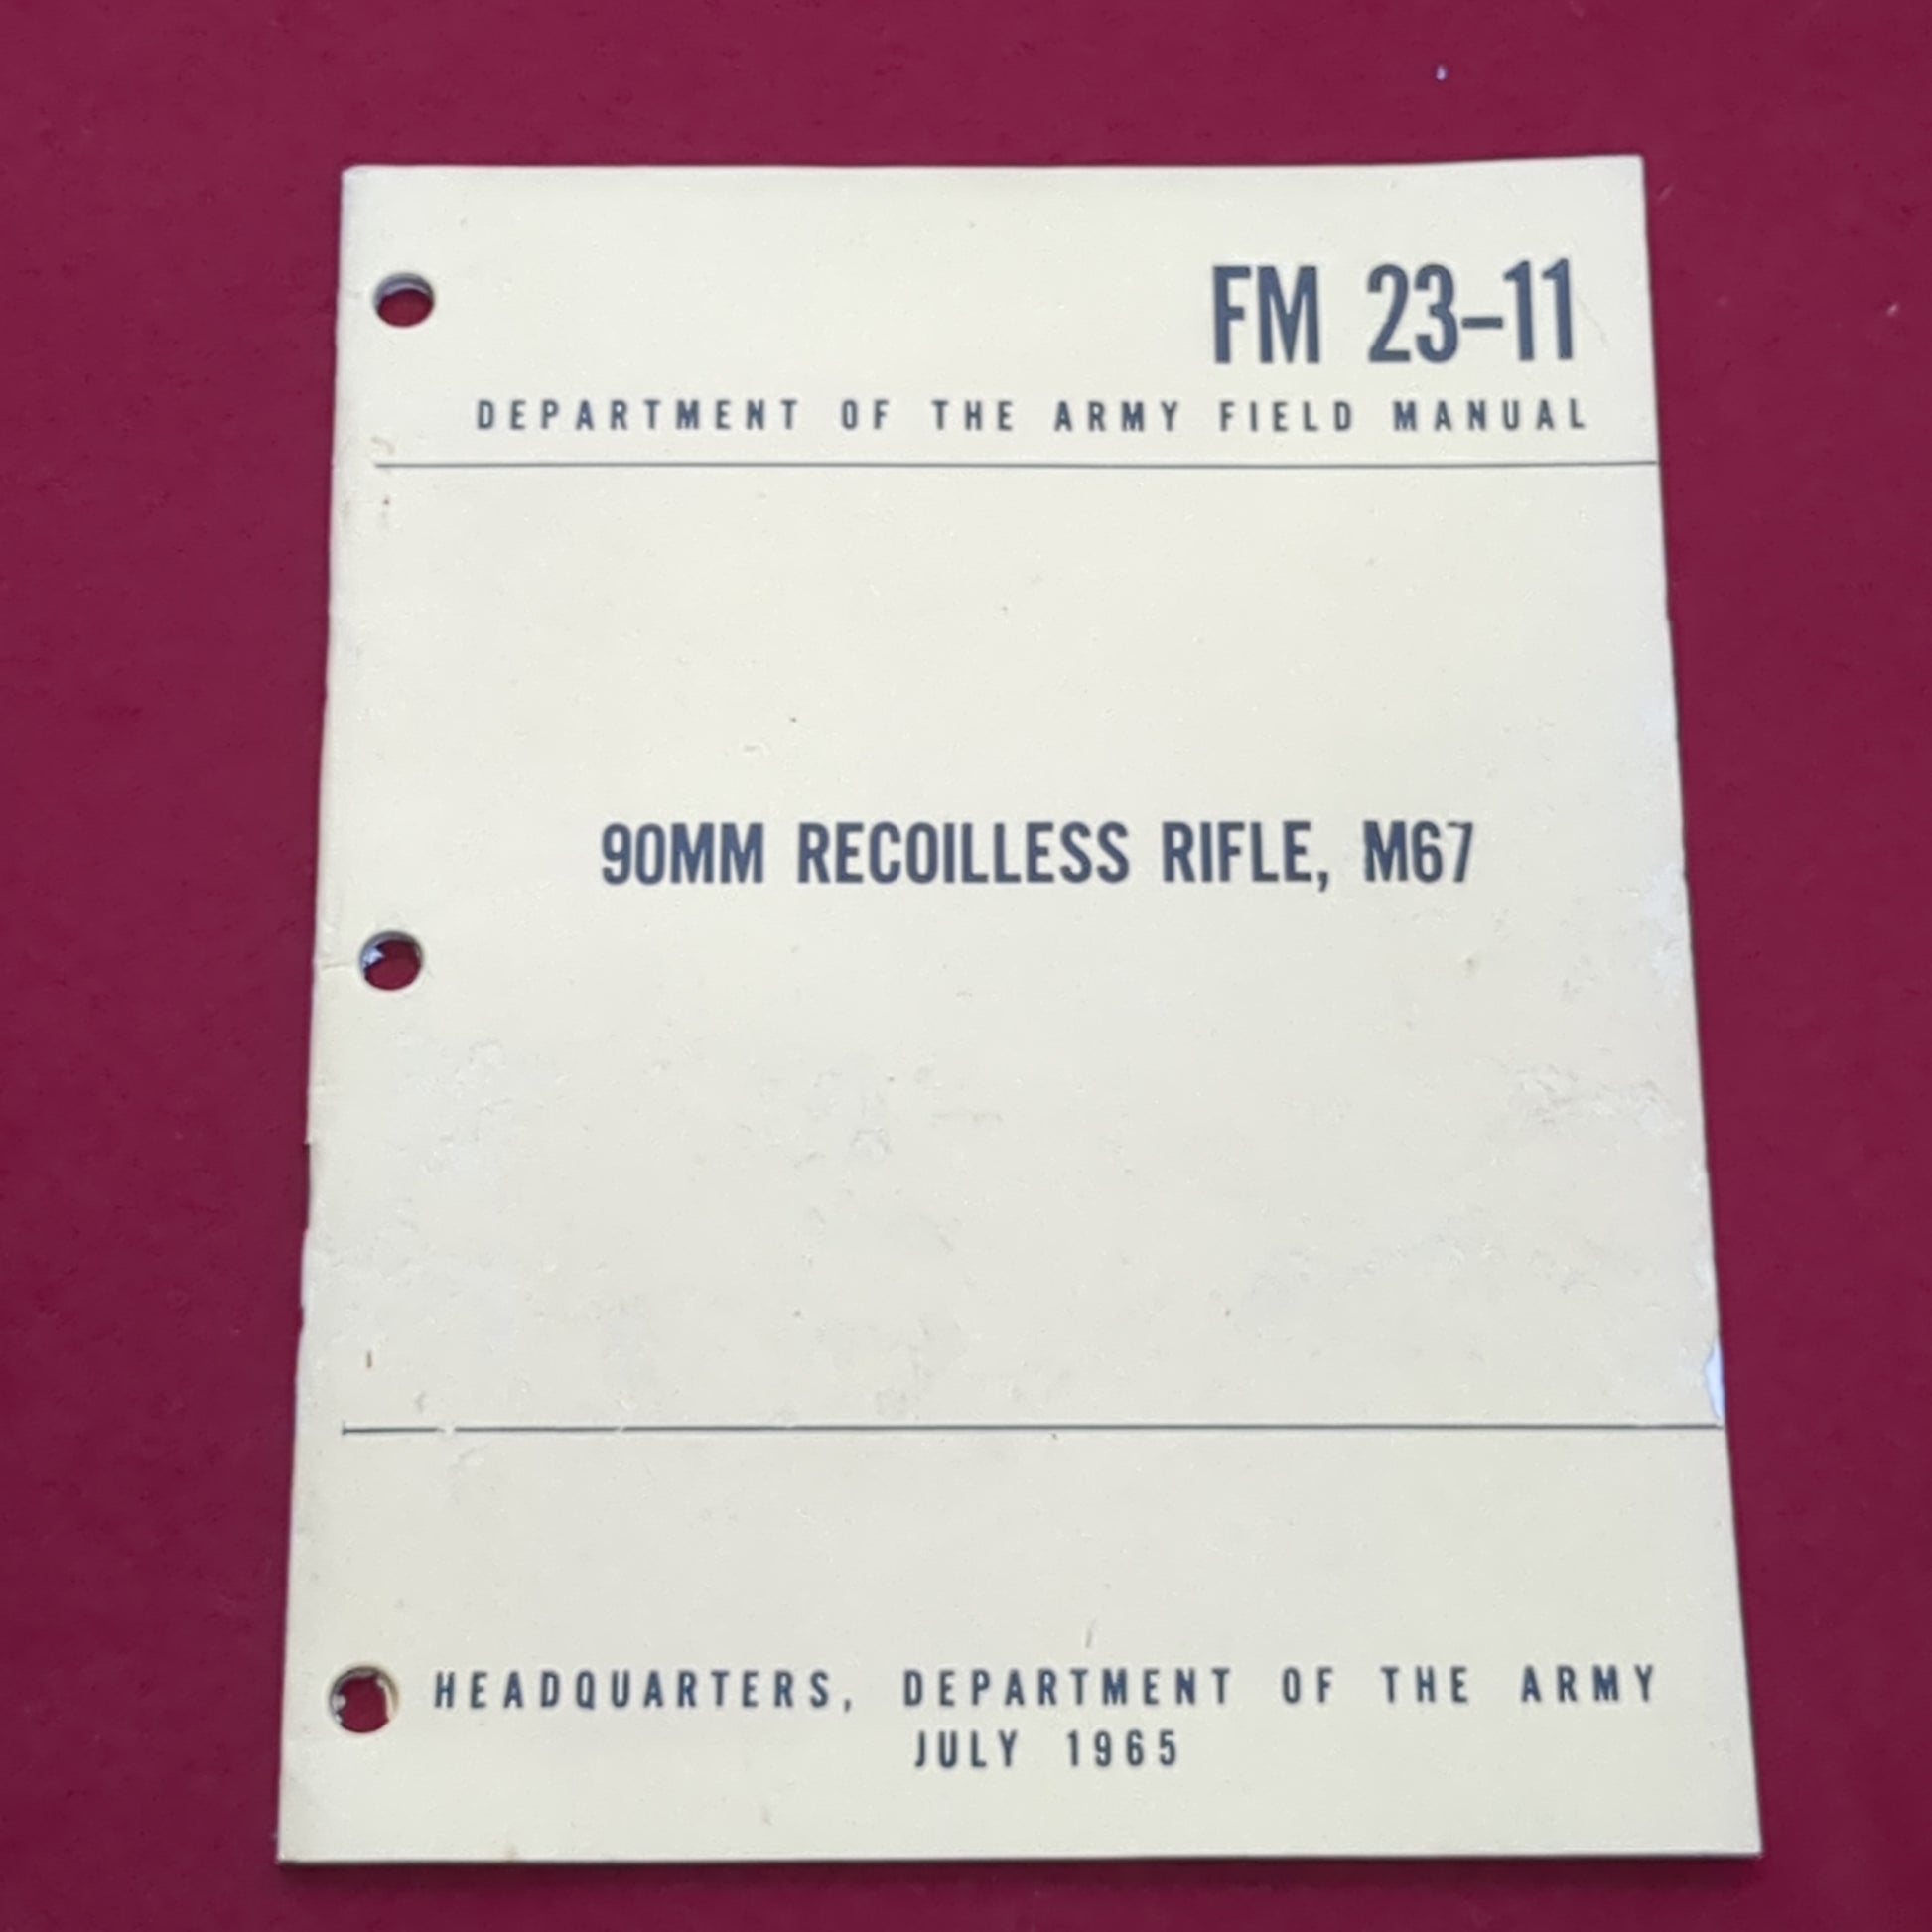 FM 23-11
DEPARTMENT OF THE ARMY FIELD MANUAL
90MM RECOILLESS RIFLE, M67
HEADQUARTERS, DEPARTMENT OF THE ARMY
JULY 1965